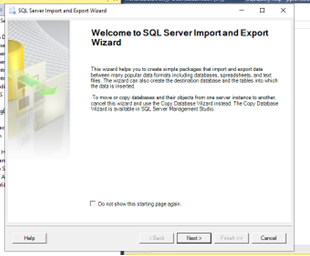 SQL Server Import and Export Wizard
Welcome to SQL Server Import and Export
Wizard
This wizard helps you to create simple packages that import and export data
between many popular data formats including databases, spreadsheets, and text
files. The wizard can also create the destination database and the tables into which
the data is inserted.
To move or copy databases and their objects from one server instance to another,
cancel this wizard and use the Copy Database Wizard instead. The Copy Database
Wizard is available in SQL Server Management Studio.
Do not show this starting page again.
Help
< Back
Next >
Finish >>|
Cancel